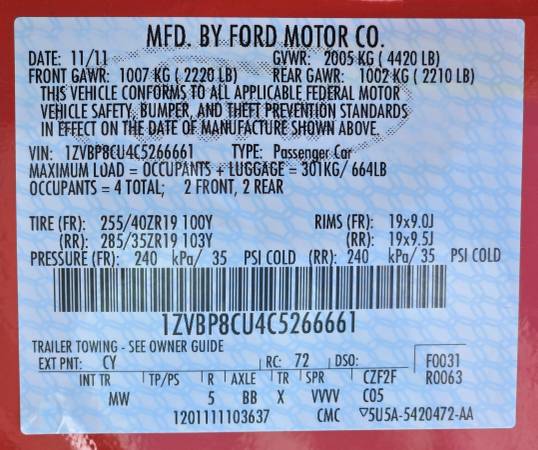 MFD. BY FORD MOTOR CO.
DATE: 11/11 GVWR: 2005 KG ( 4420 LB)
FRONT GAWR: 1007 KG ( 2220 LB) REAR GAWR: 1002 KG ( 2210 LB)
THIS VEHICLE CONFORMS TO ALL APPLICABLE FEDERAL MOTOR
VEHICLE SAFETY, BUMPER, AND THEFT PREVENTION STANDARDS
IN EFFECT ON THE DATE OF MANUFACTURE SHOWN ABOVE.
VIN: 1ZVBP8CU4C5266661 TYPE: Passenger Car
MAXIMUM LOAD = OCCUPANTS + LUGGAGE = 301KG/ 664LB
OCCUPANTS = 4 TOTAL; 2 FRONT, 2 REAR
TIRE (FR): 255/40ZR19 100Y RIMS (FR): 19x9.0J
(RR): 285/35ZR19 103Y (RR): 19x9.5J
PRESSURE (FR): 240 kPa/ 35 PSI COLD (RR): 240 kPa/ 35 PSI COLD
1ZVBP8CU4C5266661
TRAILER TOWING - SEE OWNER GUIDE
EXT PNT: CY RC: 72 DSO: F0031
INT TR TP/PS R AXLE TR SPR CZF2F R0063
MW 5 BB X VVVV C05
1201111103637 CMC ▽5U5A-5420472-AA